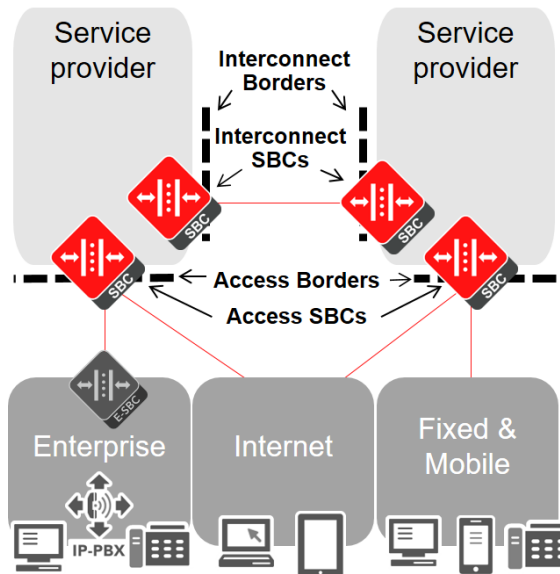 Service
provider
Service
provider
Interconnect
Borders
Interconnect
SBCs
SBC
SBC
SBC
SBC
Access Borders
Access SBCs
E-SBC
Enterprise
Internet
Fixed &
Mobile
IP-PBX